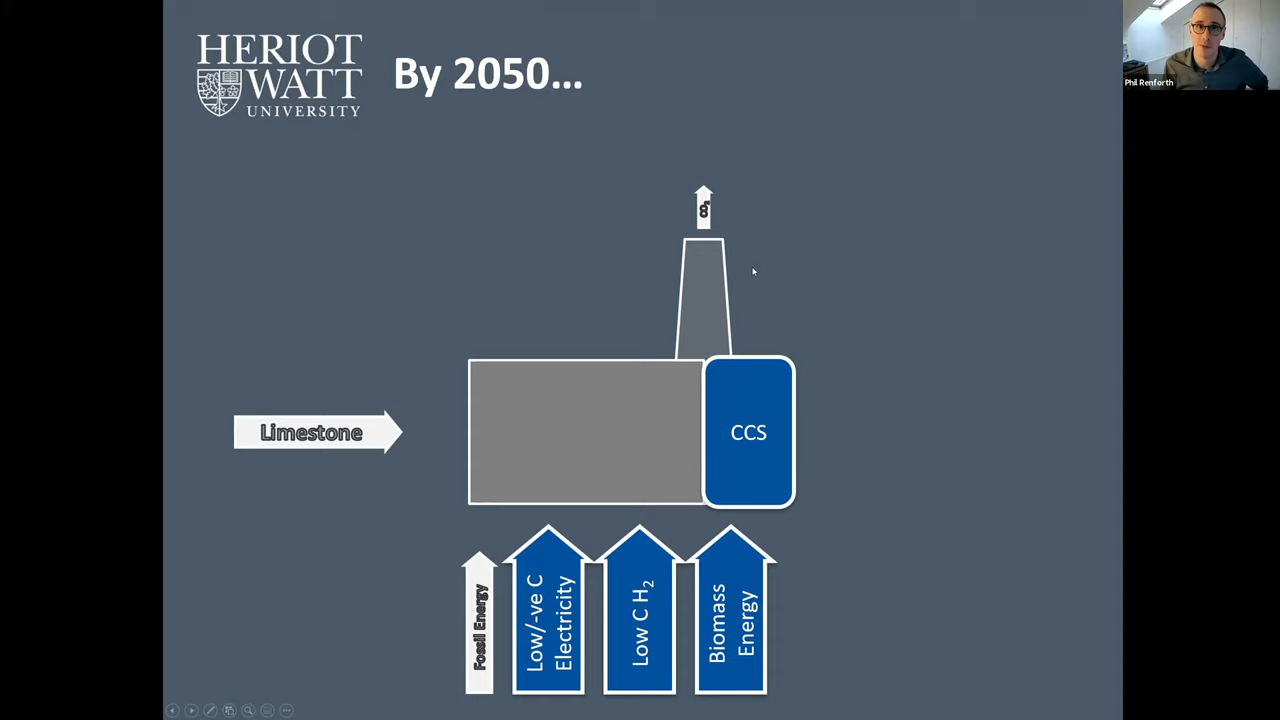 HERIOT
WATT
UNIVERSITY
By 2050...
Phil Renforth
CO₂
Limestone
CCS
Fossil Energy
Low/-ve C
Electricity
Low C H₂
Biomass
Energy